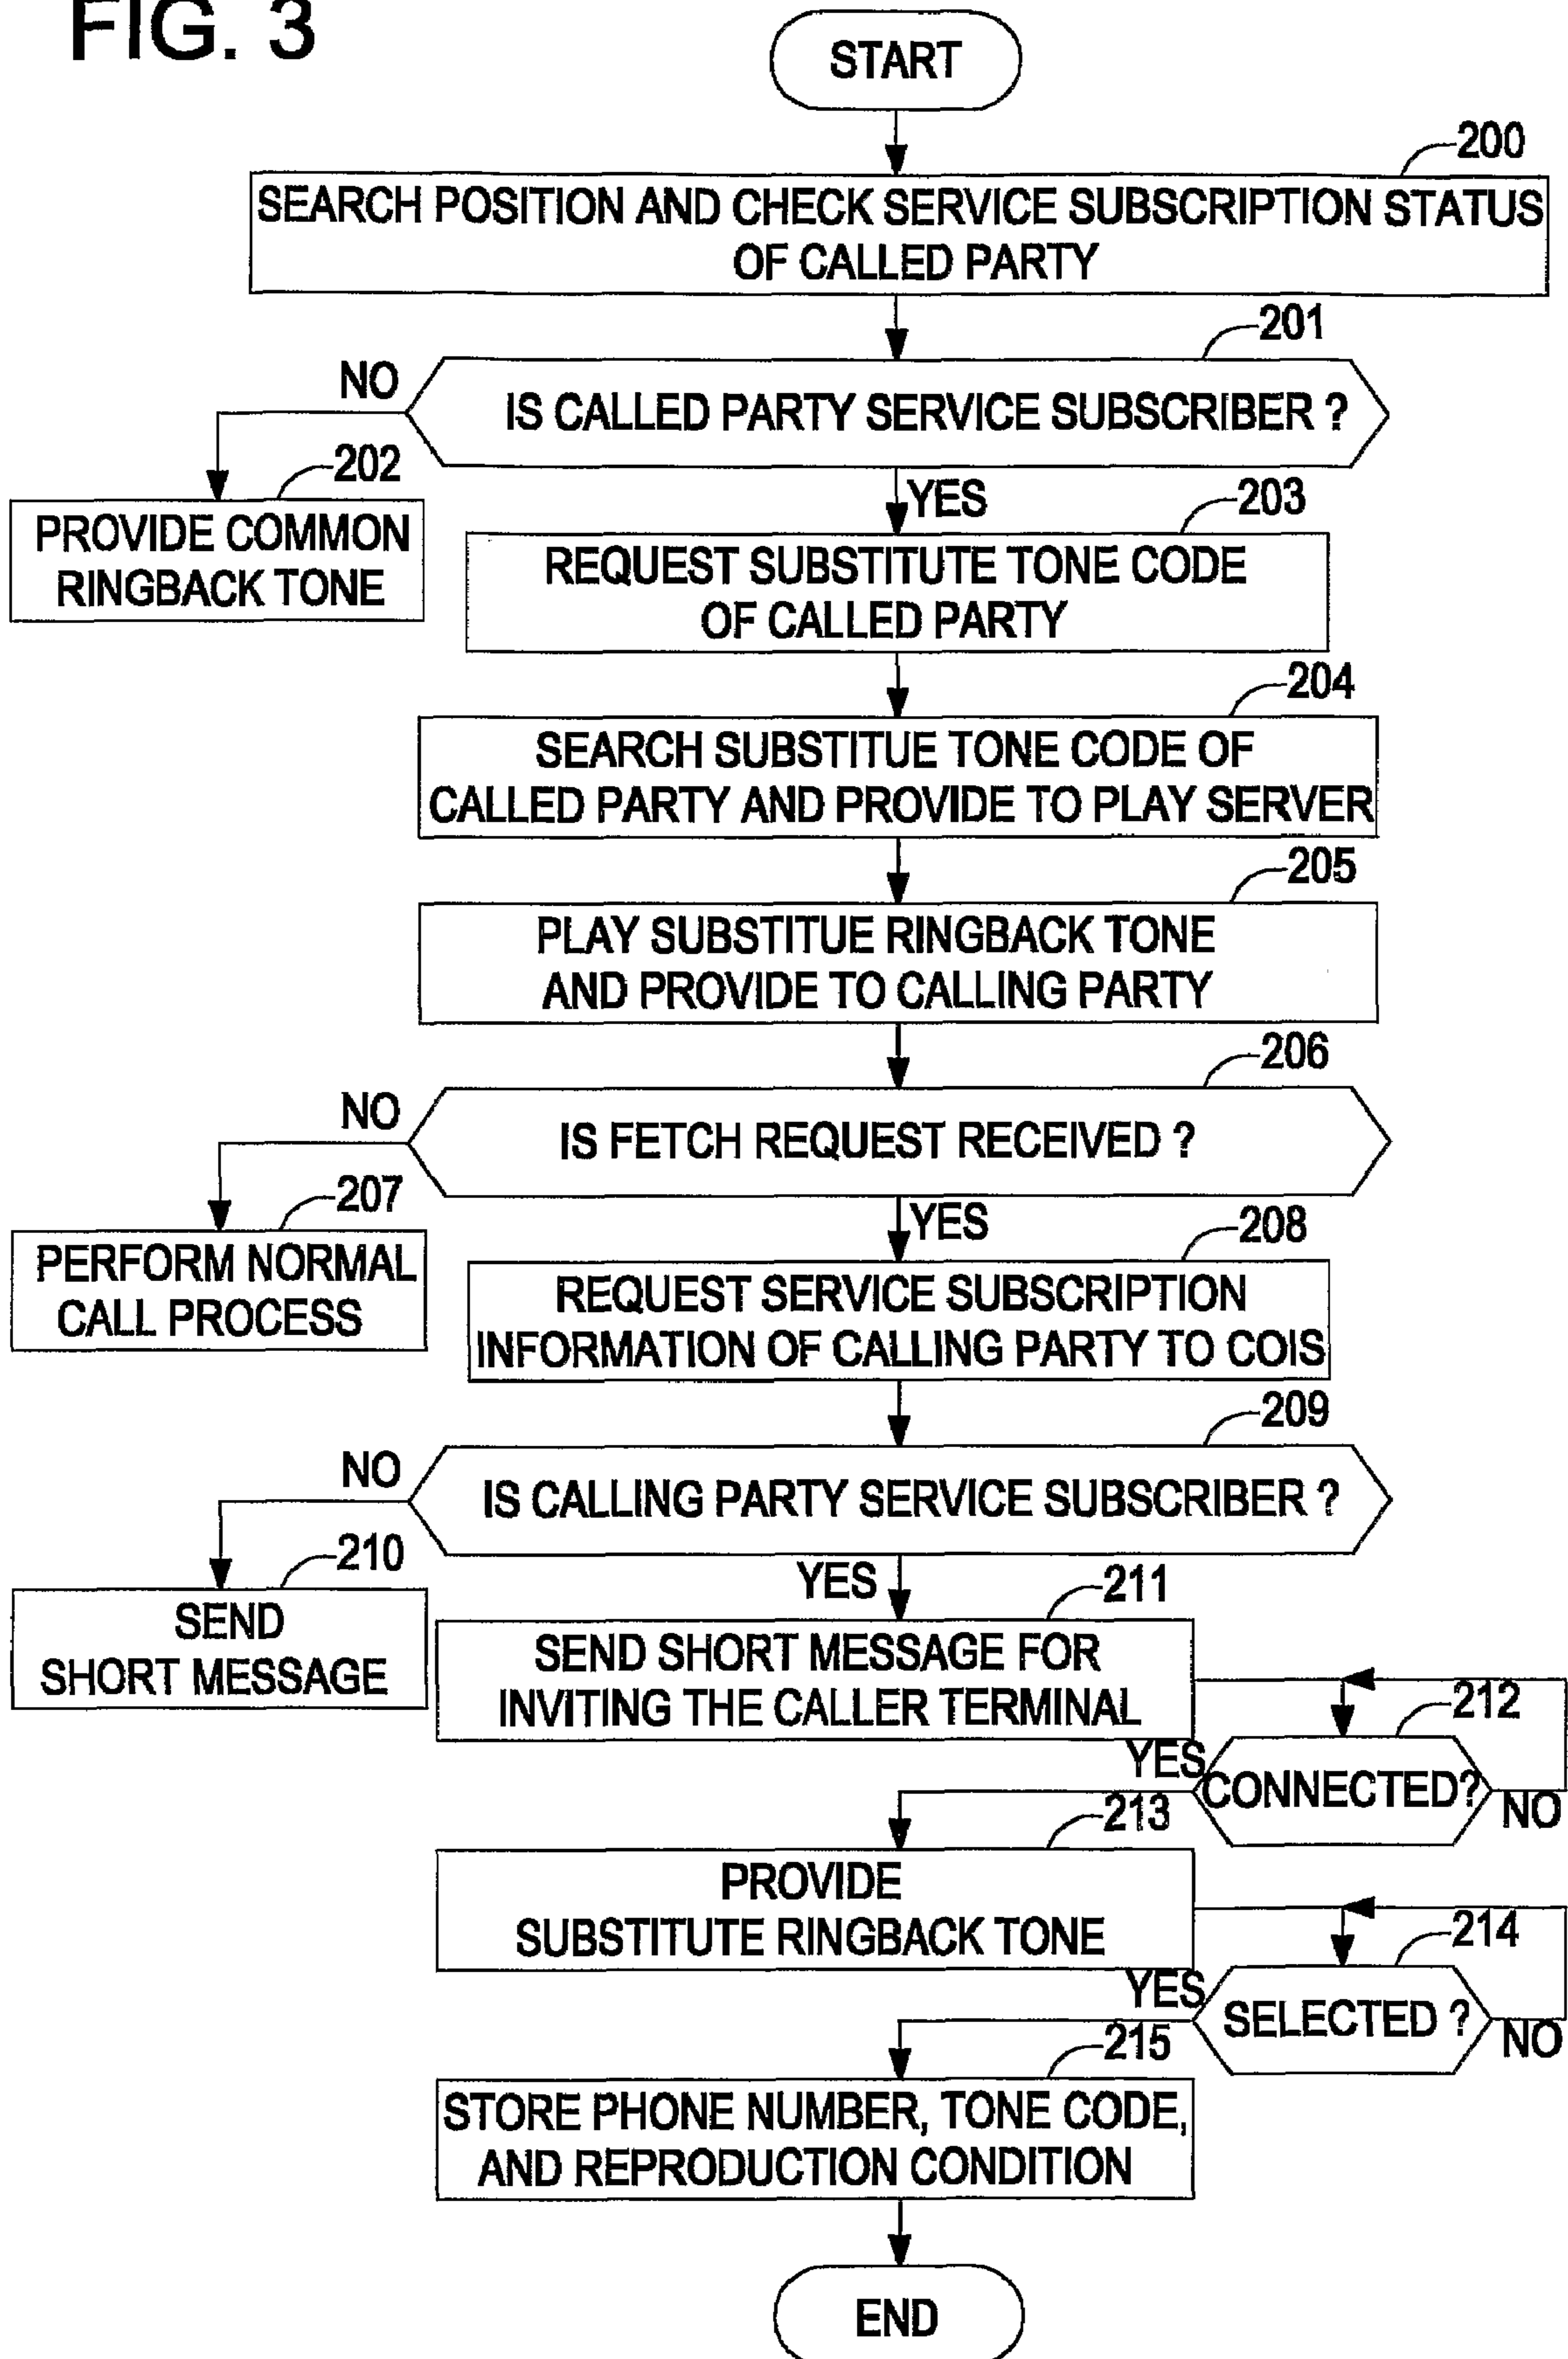 FIG. 3
START
200
SEARCH POSITION AND CHECK SERVICE SUBSCRIPTION STATUS
OF CALLED PARTY
201
NO
IS CALLED PARTY SERVICE SUBSCRIBER ?
202
PROVIDE COMMON
RINGBACK TONE
YES
203
REQUEST SUBSTITUTE TONE CODE
OF CALLED PARTY
204
SEARCH SUBSTITUE TONE CODE OF
CALLED PARTY AND PROVIDE TO PLAY SERVER
205
PLAY SUBSTITUE RINGBACK TONE
AND PROVIDE TO CALLING PARTY
206
NO
IS FETCH REQUEST RECEIVED ?
207
PERFORM NORMAL
CALL PROCESS
YES
208
REQUEST SERVICE SUBSCRIPTION
INFORMATION OF CALLING PARTY TO COIS
209
NO
IS CALLING PARTY SERVICE SUBSCRIBER ?
210
SEND
SHORT MESSAGE
YES
211
SEND SHORT MESSAGE FOR
INVITING THE CALLER TERMINAL
212
YES
CONNECTED?
NO
213
PROVIDE
SUBSTITUTE RINGBACK TONE
214
YES
SELECTED ?
NO
215
STORE PHONE NUMBER, TONE CODE,
AND REPRODUCTION CONDITION
END